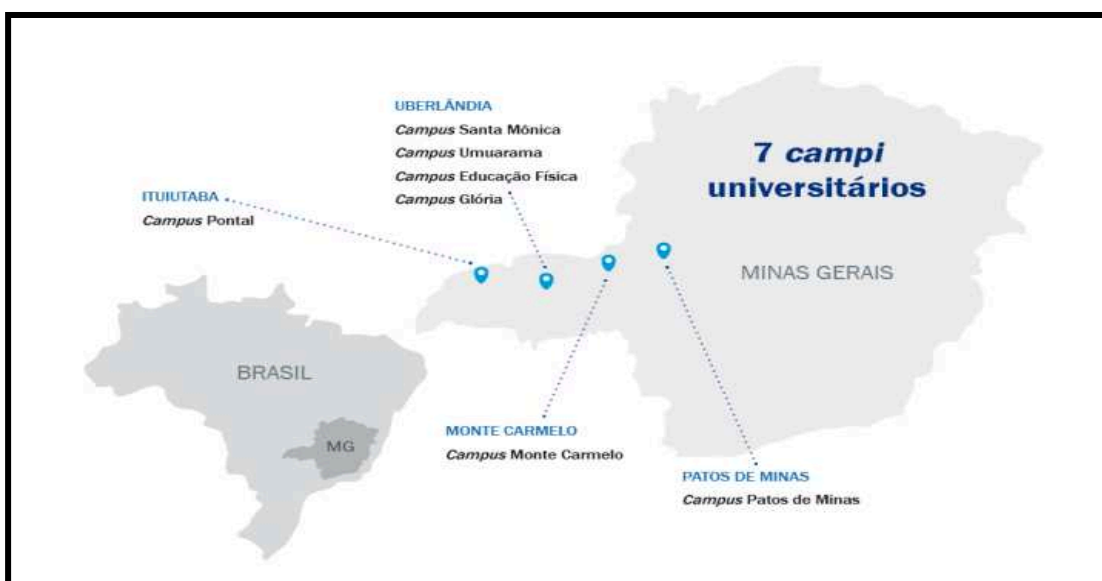 UBERLÂNDIA
Campus Santa Mônica
Campus Umuarama
Campus Educação Física
Campus Glória
ITUIUTABA
Campus Pontal
7 campi
universitários
MINAS GERAIS
BRASIL
MG
MONTE CARMELO
Campus Monte Carmelo
PATOS DE MINAS
Campus Patos de Minas